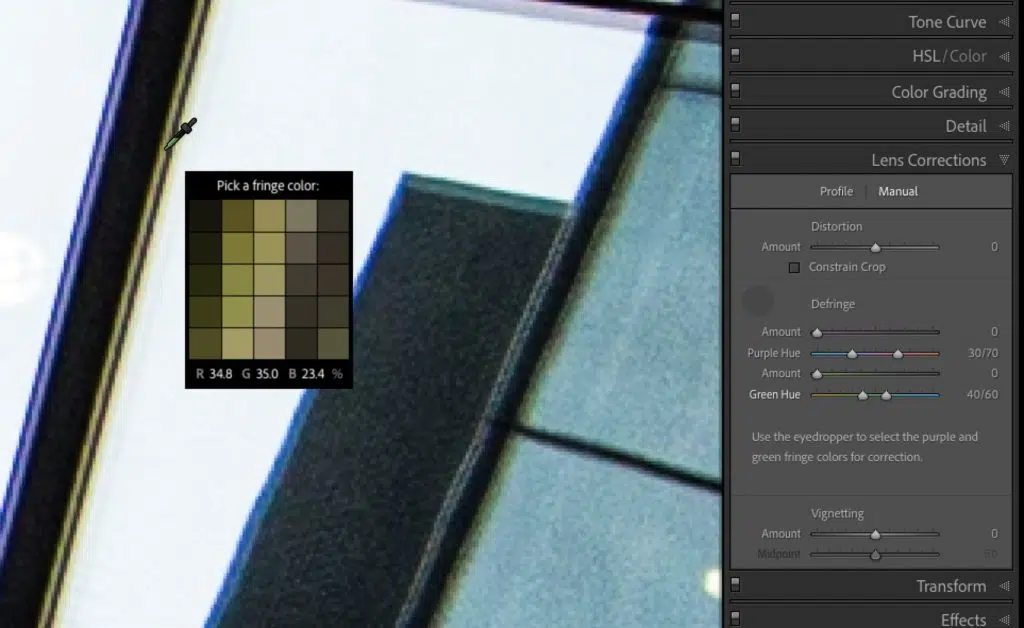 Tone Curve
HSL/Color
Color Grading
Detail
Lens Corrections
Profile | Manual
Distortion
Amount 0
Constrain Crop
Pick a fringe color:
R 34.8 G 35.0 B 23.4 %
Defringe
Amount 0
Purple Hue 30/70
Amount 0
Green Hue 40/60
Use the eyedropper to select the purple and
green fringe colors for correction.
Vignetting
Amount 0
Midpoint 50
Transform
Effects